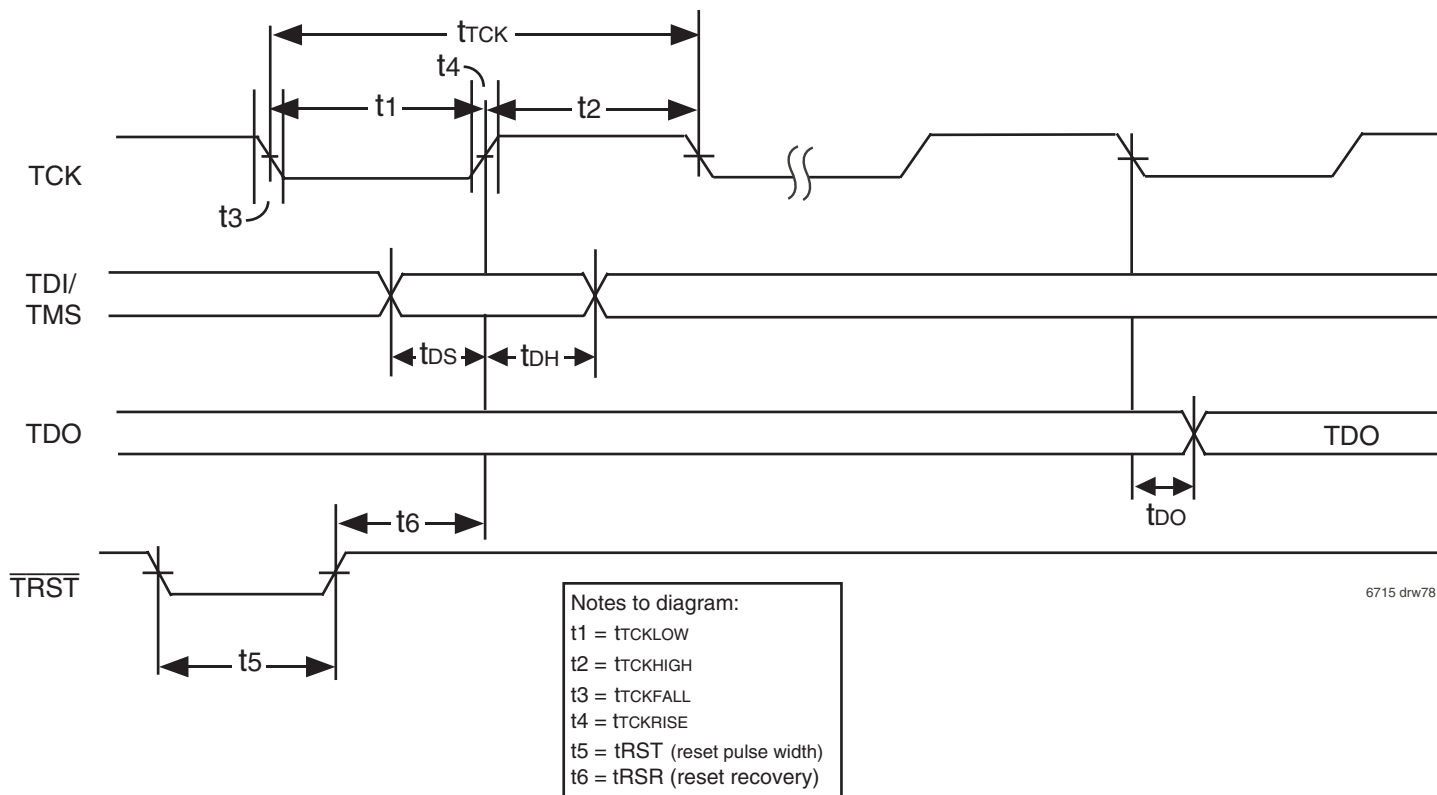 tTCK
t4
t1
t2
TCK
t3
TDI/
TMS
tDS
tDH
TDO
TDO
t6
tDO
TRST
6715 drw78
t5
Notes to diagram:
t1 = tTCKLOW
t2 = tTCKHIGH
t3 = tTCKFALL
t4 = tTCKRISE
t5 = tRST (reset pulse width)
t6 = tRSR (reset recovery)